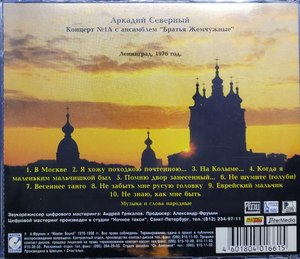 Аркадий Северный
Концерт №1А с ансамблем "Братья Жемчужные"
Ленинград, 1976 год.
1. В Москве 2. Я хожу походкою почтенною... 3. На Колыме... 4. Когда я
маленьким мальчишкой был 5. Помню двор занесенный... 6. Не шумите (голуби)
7. Весеннее танго 8. Не забыть мне русую головку 9. Еврейский мальчик
10. Не знаю, как мне быть
Музыка и слова народные
Звукорежиссер цифрового мастеринга: Андрей Грекалов. Продюсер: Александр Фрумин
Цифровой мастеринг произведен в студии "Ночное такси", Санкт-Петербург, тел.(812) 234-97-11
InterMedia
4601804016615